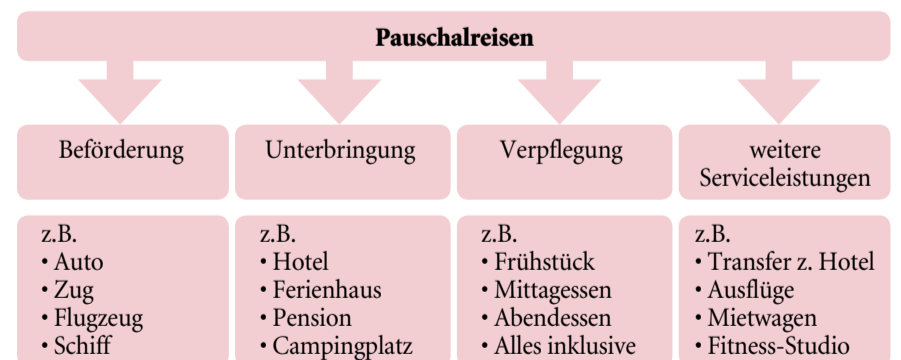 Pauschalreisen
Beförderung
Unterbringung
Verpflegung
weitere
Serviceleistungen
z.B.
• Auto
• Zug
• Flugzeug
• Schiff
z.B.
• Hotel
• Ferienhaus
• Pension
• Campingplatz
z.B.
• Frühstück
• Mittagessen
• Abendessen
• Alles inklusive
z.B.
• Transfer z. Hotel
• Ausflüge
• Mietwagen
• Fitness-Studio